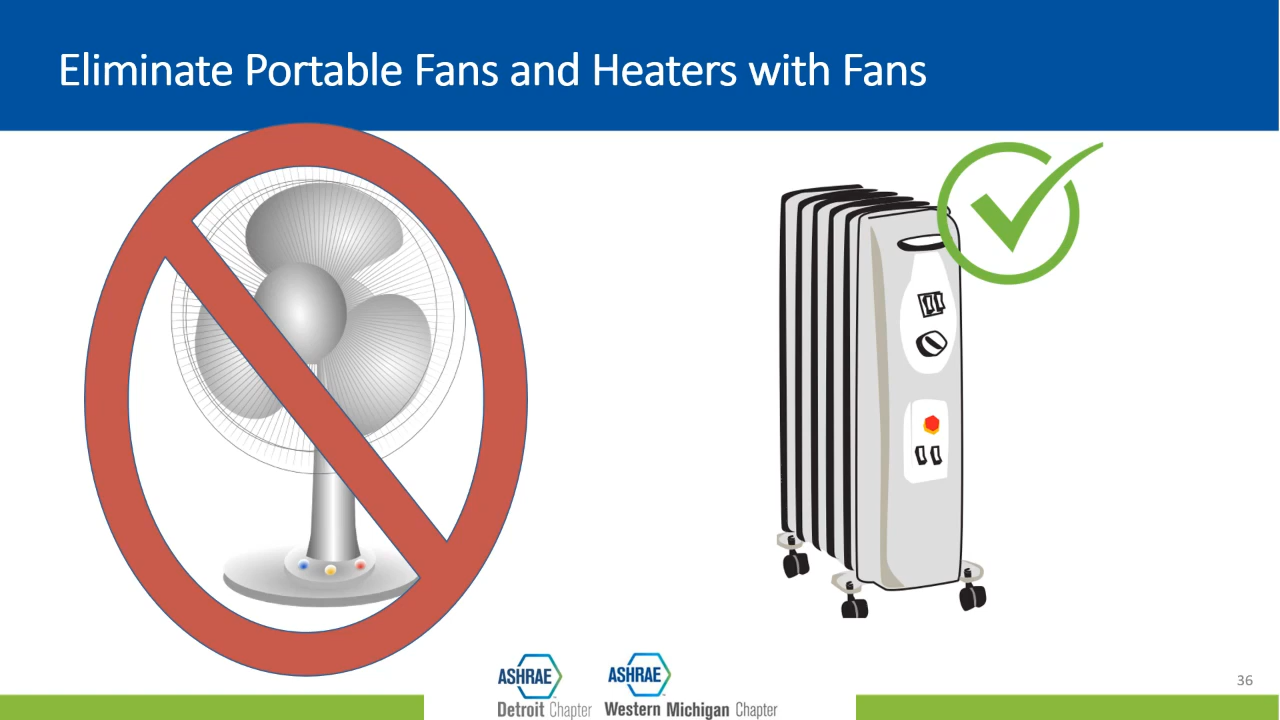 Eliminate Portable Fans and Heaters with Fans
ASHRAE
Detroit Chapter
ASHRAE
Western Michigan Chapter
36